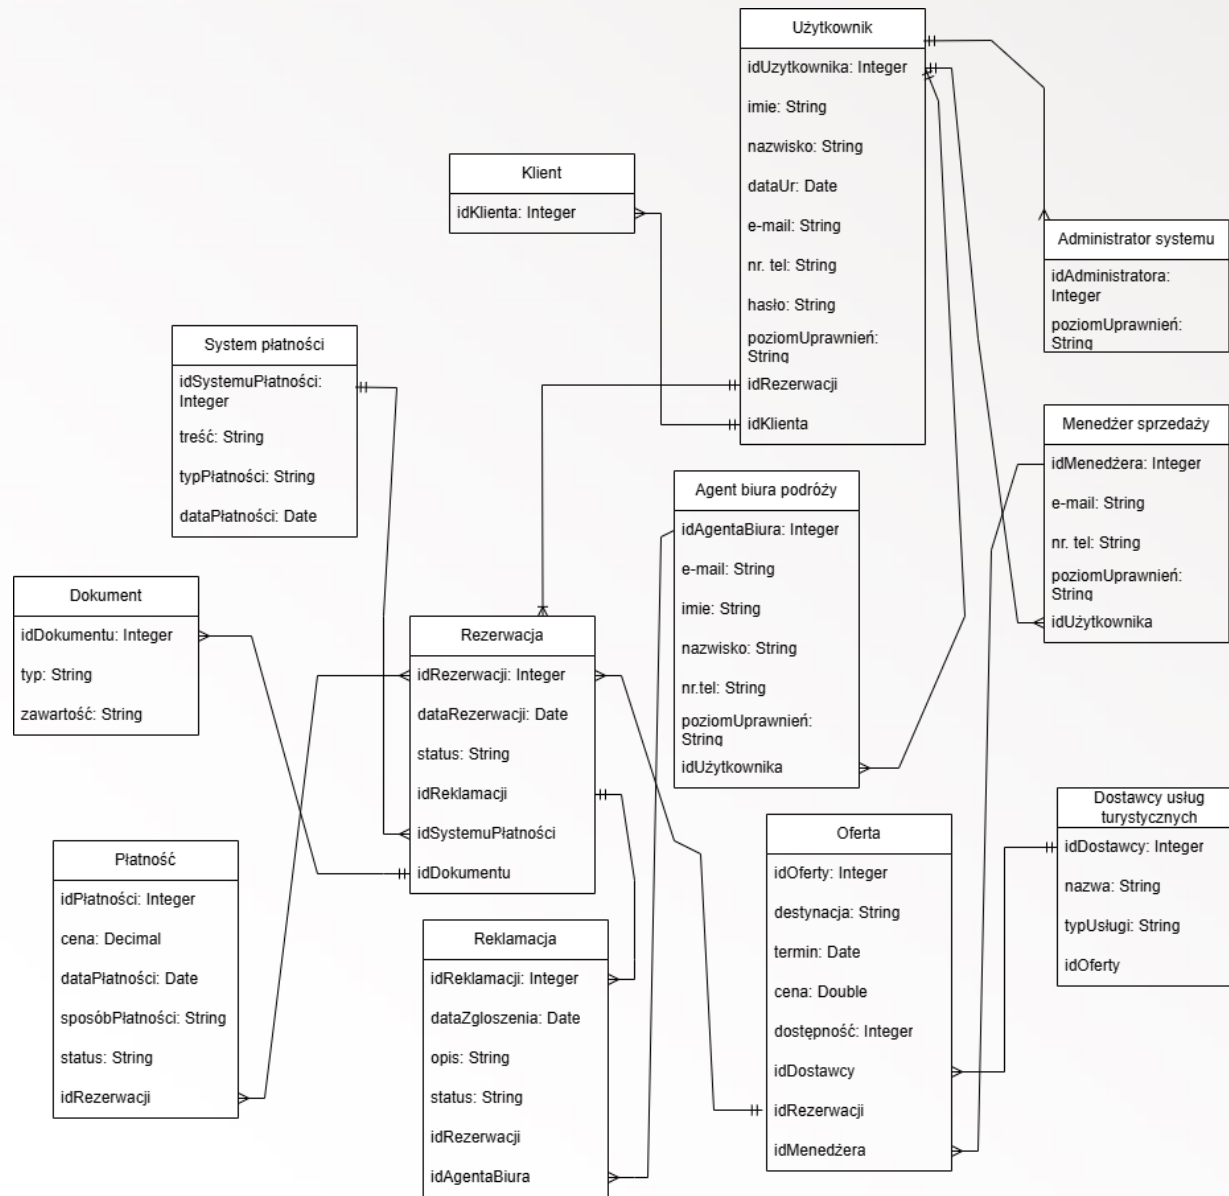 Użytkownik
idUzytkownika: Integer
imie: String
nazwisko: String
dataUr: Date
e-mail: String
nr. tel: String
hasło: String
poziomUprawnień:
String
idRezerwacji
idKlienta
Klient
idKlienta: Integer
Administrator systemu
idAdministratora:
Integer
poziomUprawnień:
String
System płatności
idSystemuPłatności:
Integer
treść: String
typPłatności: String
dataPłatności: Date
Menedżer sprzedaży
idMenedżera: Integer
e-mail: String
nr. tel: String
poziomUprawnień:
String
idUżytkownika
Agent biura podróży
idAgentaBiura: Integer
e-mail: String
imie: String
nazwisko: String
nr.tel: String
poziomUprawnień:
String
idUżytkownika
Dokument
idDokumentu: Integer
typ: String
zawartość: String
Rezerwacja
idRezerwacji: Integer
dataRezerwacji: Date
status: String
idReklamacji
idSystemuPłatności
idDokumentu
Dostawcy usług
turystycznych
idDostawcy: Integer
nazwa: String
typUsługi: String
idOferty
Oferta
idOferty: Integer
destynacja: String
termin: Date
cena: Double
dostępność: Integer
idDostawcy
idRezerwacji
idMenedżera
Płatność
idPłatności: Integer
cena: Decimal
dataPłatności: Date
sposóbPłatności: String
status: String
idRezerwacji
Reklamacja
idReklamacji: Integer
dataZgloszenia: Date
opis: String
status: String
idRezerwacji
idAgentaBiura